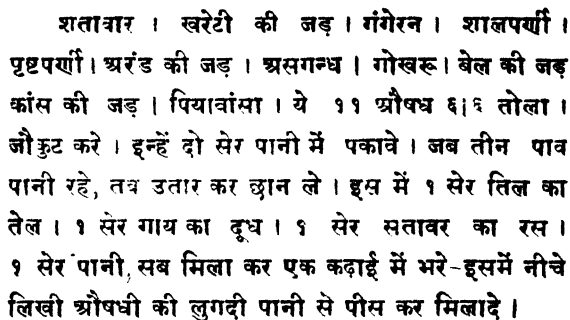 शतावार । खरेटी की जड़ । गंगेरन । शालपर्णी ।
पृष्टपर्णी । अरंड की जड़ । असगन्ध । गोखरू । बेल की जड़
कांस की जड़ । पियावांसा । ये ११ औषध ६।६ तोला ।
जौकुट करे । इन्हें दो सेर पानी में पकावे । जब तीन पाव
पानी रहे, तव उतार कर छान ले । इस में १ सेर तिल का
तेल । १ सेर गाय का दूध । १ सेर सतावर का रस ।
१ सेर पानी, सब मिला कर एक कढ़ाई में भरे-इसमें नीचे
लिखी औषधी की लुगदी पानी से पीस कर मिलादे ।